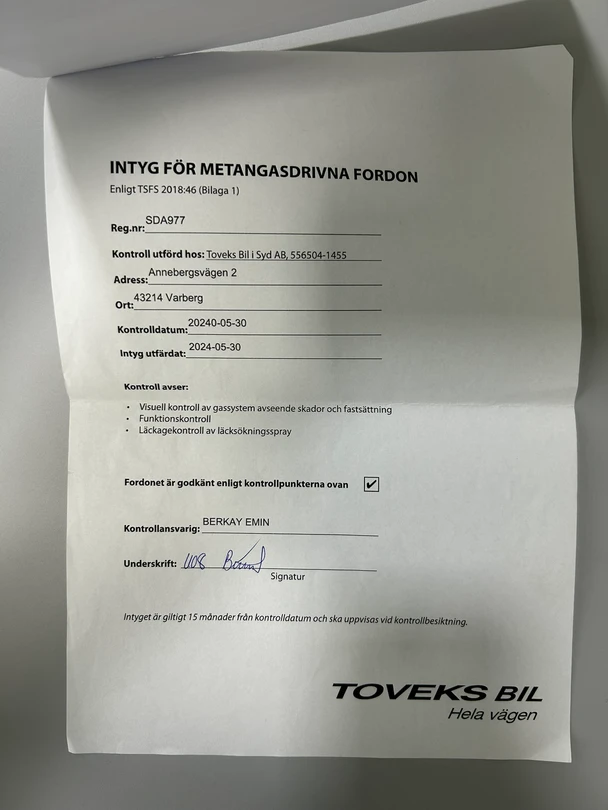 INTYG FÖR METANGASDRIVNA FORDON
Enligt TSFS 2018:46 (Bilaga 1)
Reg.nr: SDA977
Kontroll utförd hos: Toveks Bil i Syd AB, 556504-1455
Adress: Annebergsvägen 2
Ort: 43214 Varberg
Kontrolldatum: 20240-05-30
Intyg utfärdat: 2024-05-30
Kontroll avser:
• Visuell kontroll av gassystem avseende skador och fastsättning
• Funktionskontroll
• Läckagekontroll av läcksökningsspray
Fordonet är godkänt enligt kontrollpunkterna ovan ✔
Kontrollansvarig: BERKAY EMIN
Underskrift:
Signatur
Intyget är giltigt 15 månader från kontrolldatum och ska uppvisas vid kontrollbesiktning.
TOVEKS BIL
Hela vägen